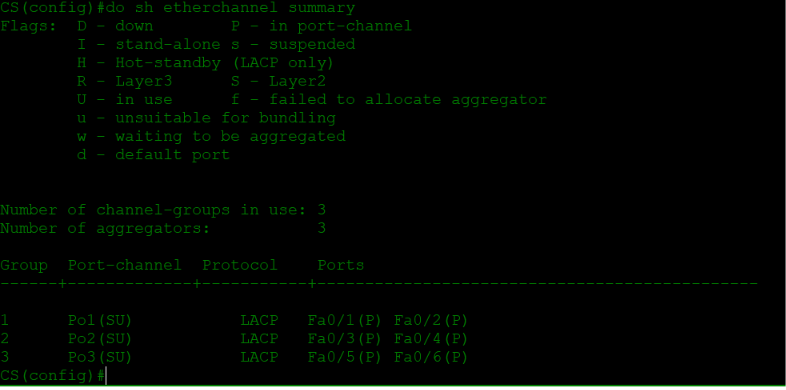 CS(config)#do sh etherchannel summary
Flags:  D - down        P - in port-channel
        I - stand-alone s - suspended
        H - Hot-standby (LACP only)
        R - Layer3      S - Layer2
        U - in use      f - failed to allocate aggregator
        u - unsuitable for bundling
        w - waiting to be aggregated
        d - default port
Number of channel-groups in use: 3
Number of aggregators:           3
Group  Port-channel  Protocol    Ports
------+-------------+-----------+----------------------------------------------
1      Po1(SU)           LACP   Fa0/1(P) Fa0/2(P)
2      Po2(SU)           LACP   Fa0/3(P) Fa0/4(P)
3      Po3(SU)           LACP   Fa0/5(P) Fa0/6(P)
CS(config)#